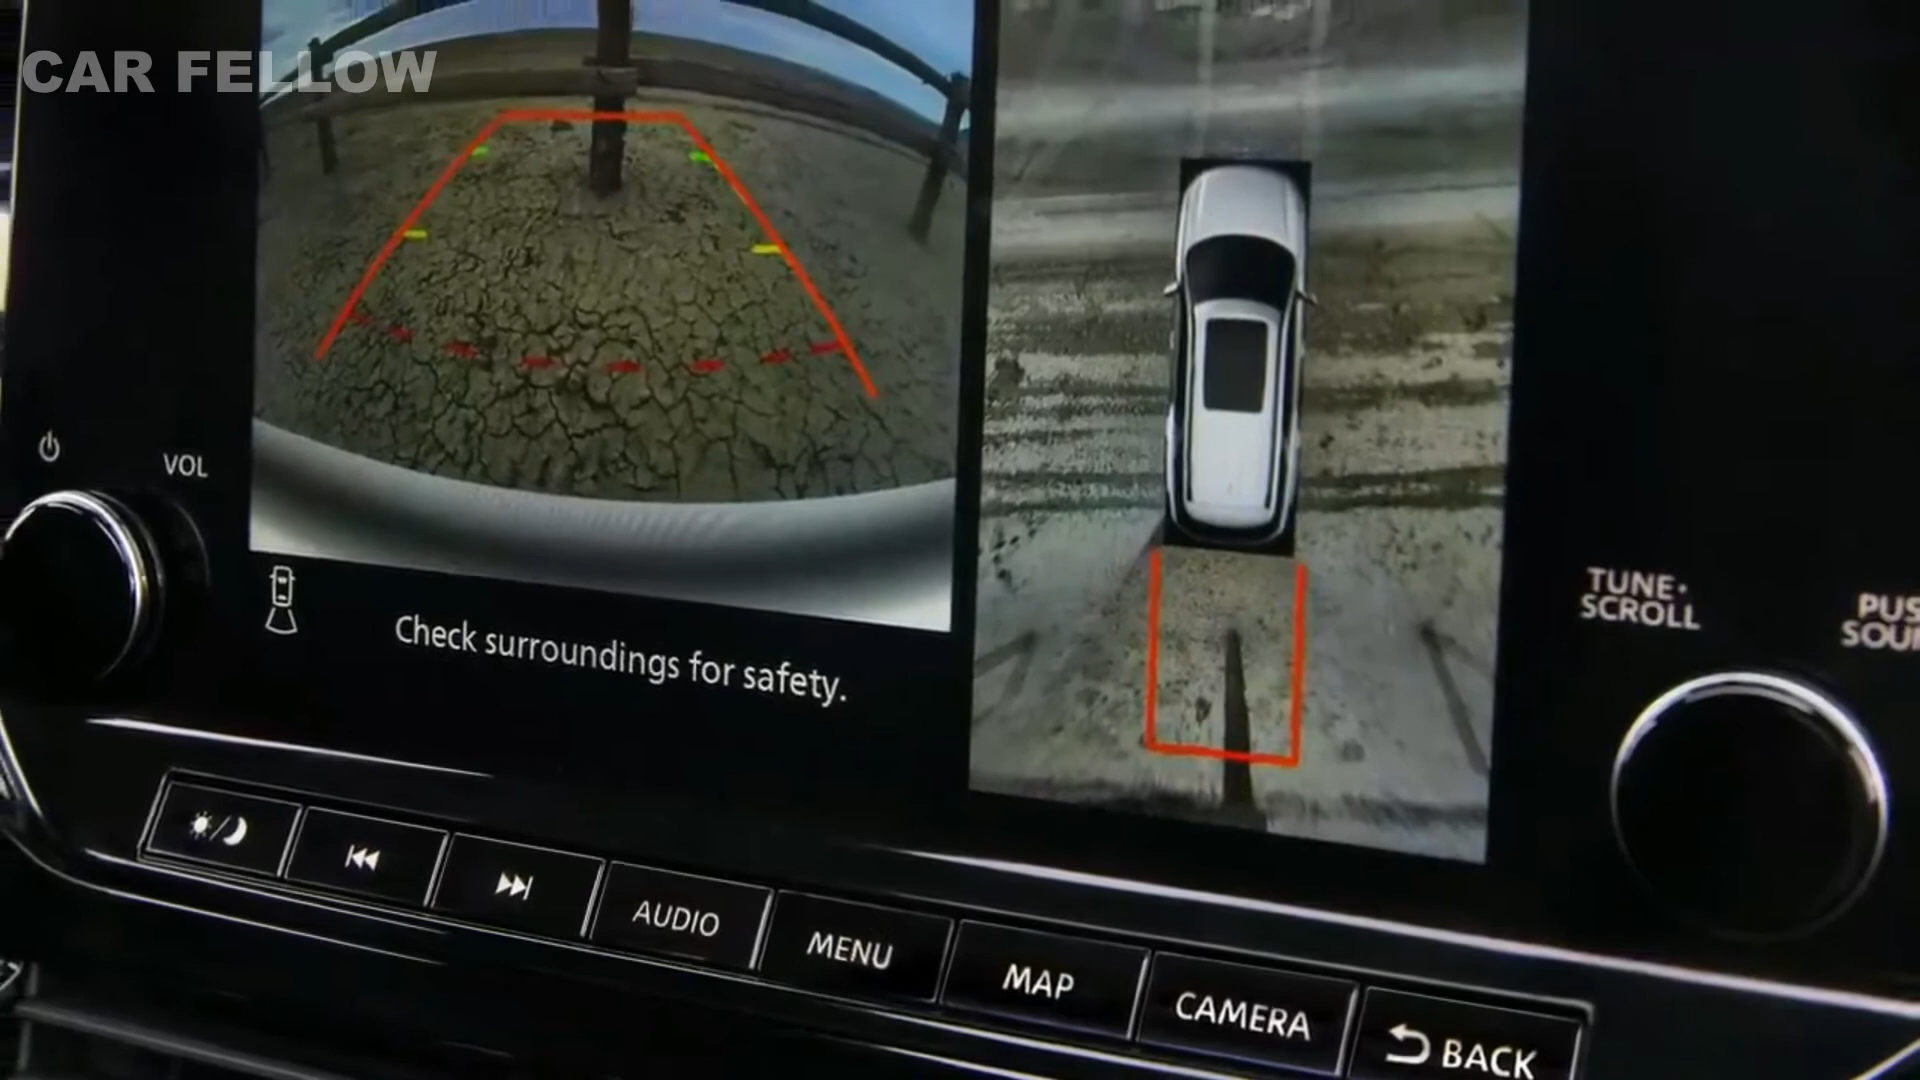 CAR FELLOW
VOL
Check surroundings for safety.
TUNE·
SCROLL
AUDIO
MENU
MAP
CAMERA
BACK